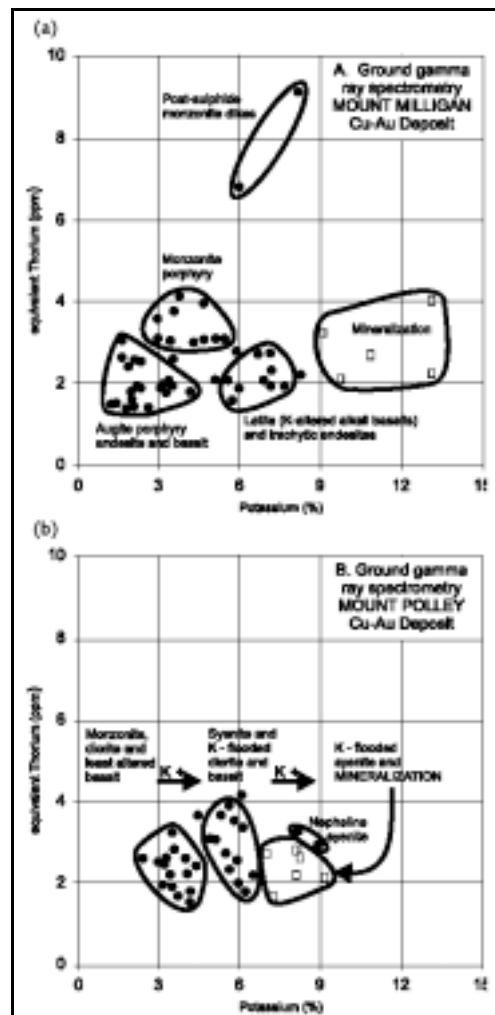 (a)
10
8
6
4
2
0
equivalent Thorium (ppm)
A. Ground gamma
ray spectrometry
MOUNT MILLIGAN
Cu-Au Deposit
Post-sulphide
monzonite dikes
Monzonite
porphyry
Mineralization
Augite porphyry
andesite and basalt
Latite (K-altered alkali basalts)
and trachytic andesites
0 3 6 9 12 15
Potassium (%)
(b)
10
8
6
4
2
0
equivalent Thorium (ppm)
B. Ground gamma
ray spectrometry
MOUNT POLLEY
Cu-Au Deposit
Monzonite,
diorite and
least altered
basalt
K +
Syenite and
K - flooded
diorite and
basalt
K +
K - flooded
syenite and
MINERALIZATION
Nepheline
syenite
0 3 6 9 12 15
Potassium (%)